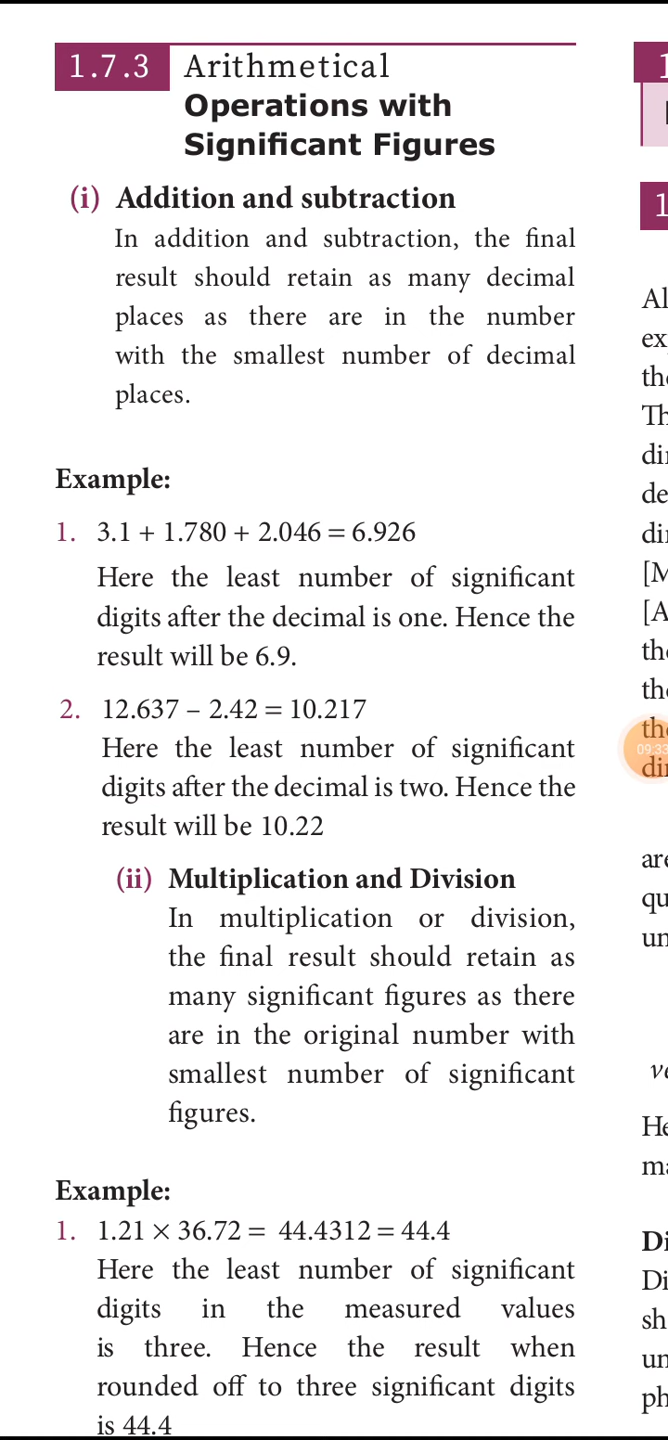 1.7.3 Arithmetical
Operations with
Significant Figures
(i) Addition and subtraction
In addition and subtraction, the final
result should retain as many decimal
places as there are in the number
with the smallest number of decimal
places.
Example:
1. 3.1 + 1.780 + 2.046 = 6.926
Here the least number of significant
digits after the decimal is one. Hence the
result will be 6.9.
2. 12.637 – 2.42 = 10.217
Here the least number of significant
digits after the decimal is two. Hence the
result will be 10.22
(ii) Multiplication and Division
In multiplication or division,
the final result should retain as
many significant figures as there
are in the original number with
smallest number of significant
figures.
Example:
1. 1.21 × 36.72 = 44.4312 = 44.4
Here the least number of significant
digits in the measured values
is three. Hence the result when
rounded off to three significant digits
is 44.4